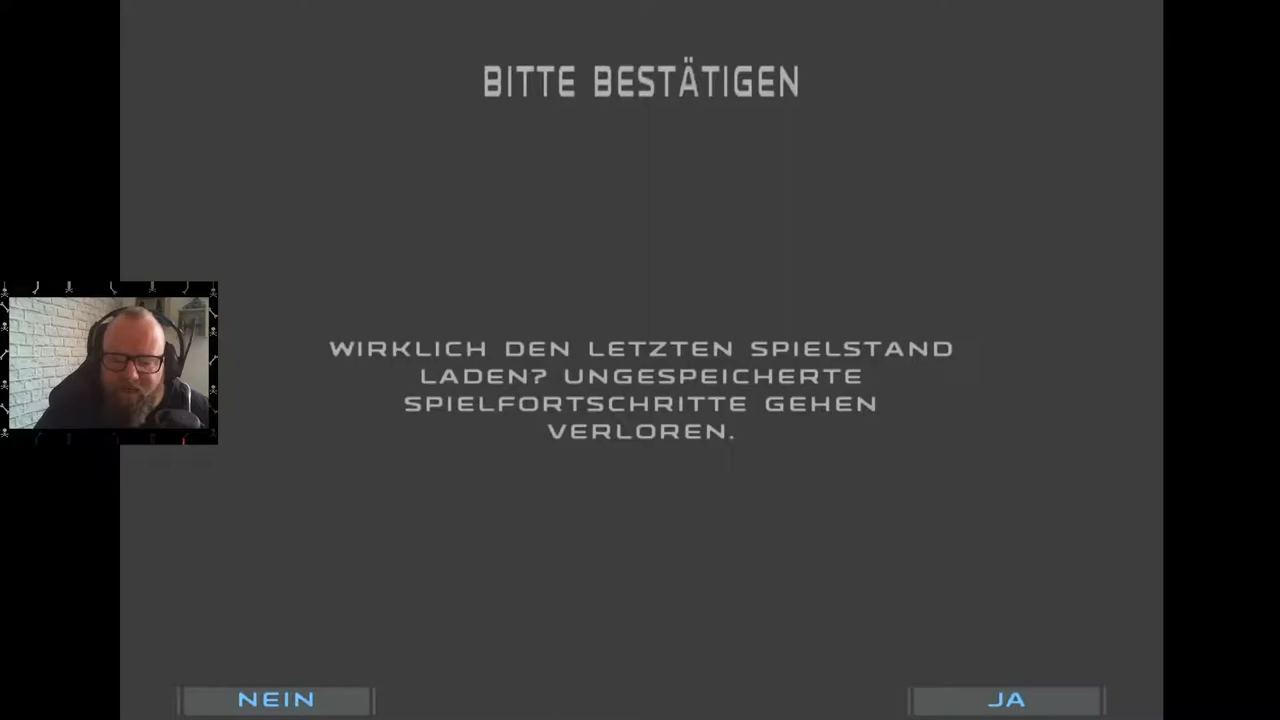 BITTE BESTÄTIGEN
WIRKLICH DEN LETZTEN SPIELSTAND
LADEN? UNGESPEICHERTE
SPIELFORTSCHRITTE GEHEN
VERLOREN.
NEIN
JA